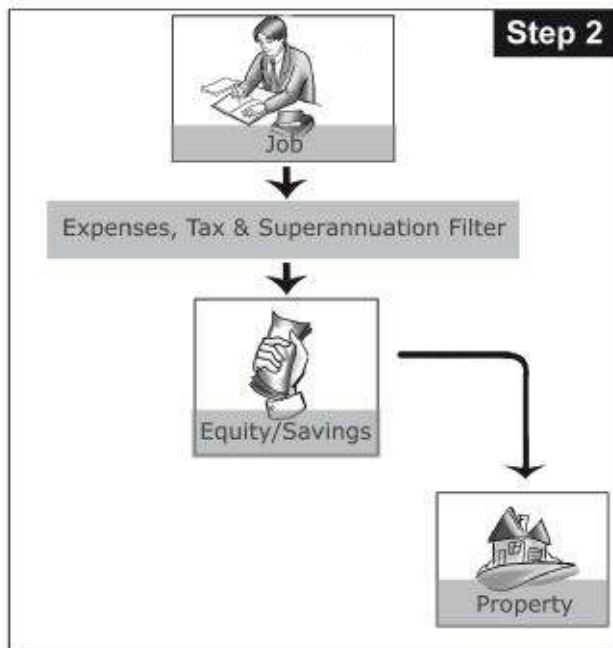 Step 2
Job
Expenses, Tax & Superannuation Filter
Equity/Savings
Property